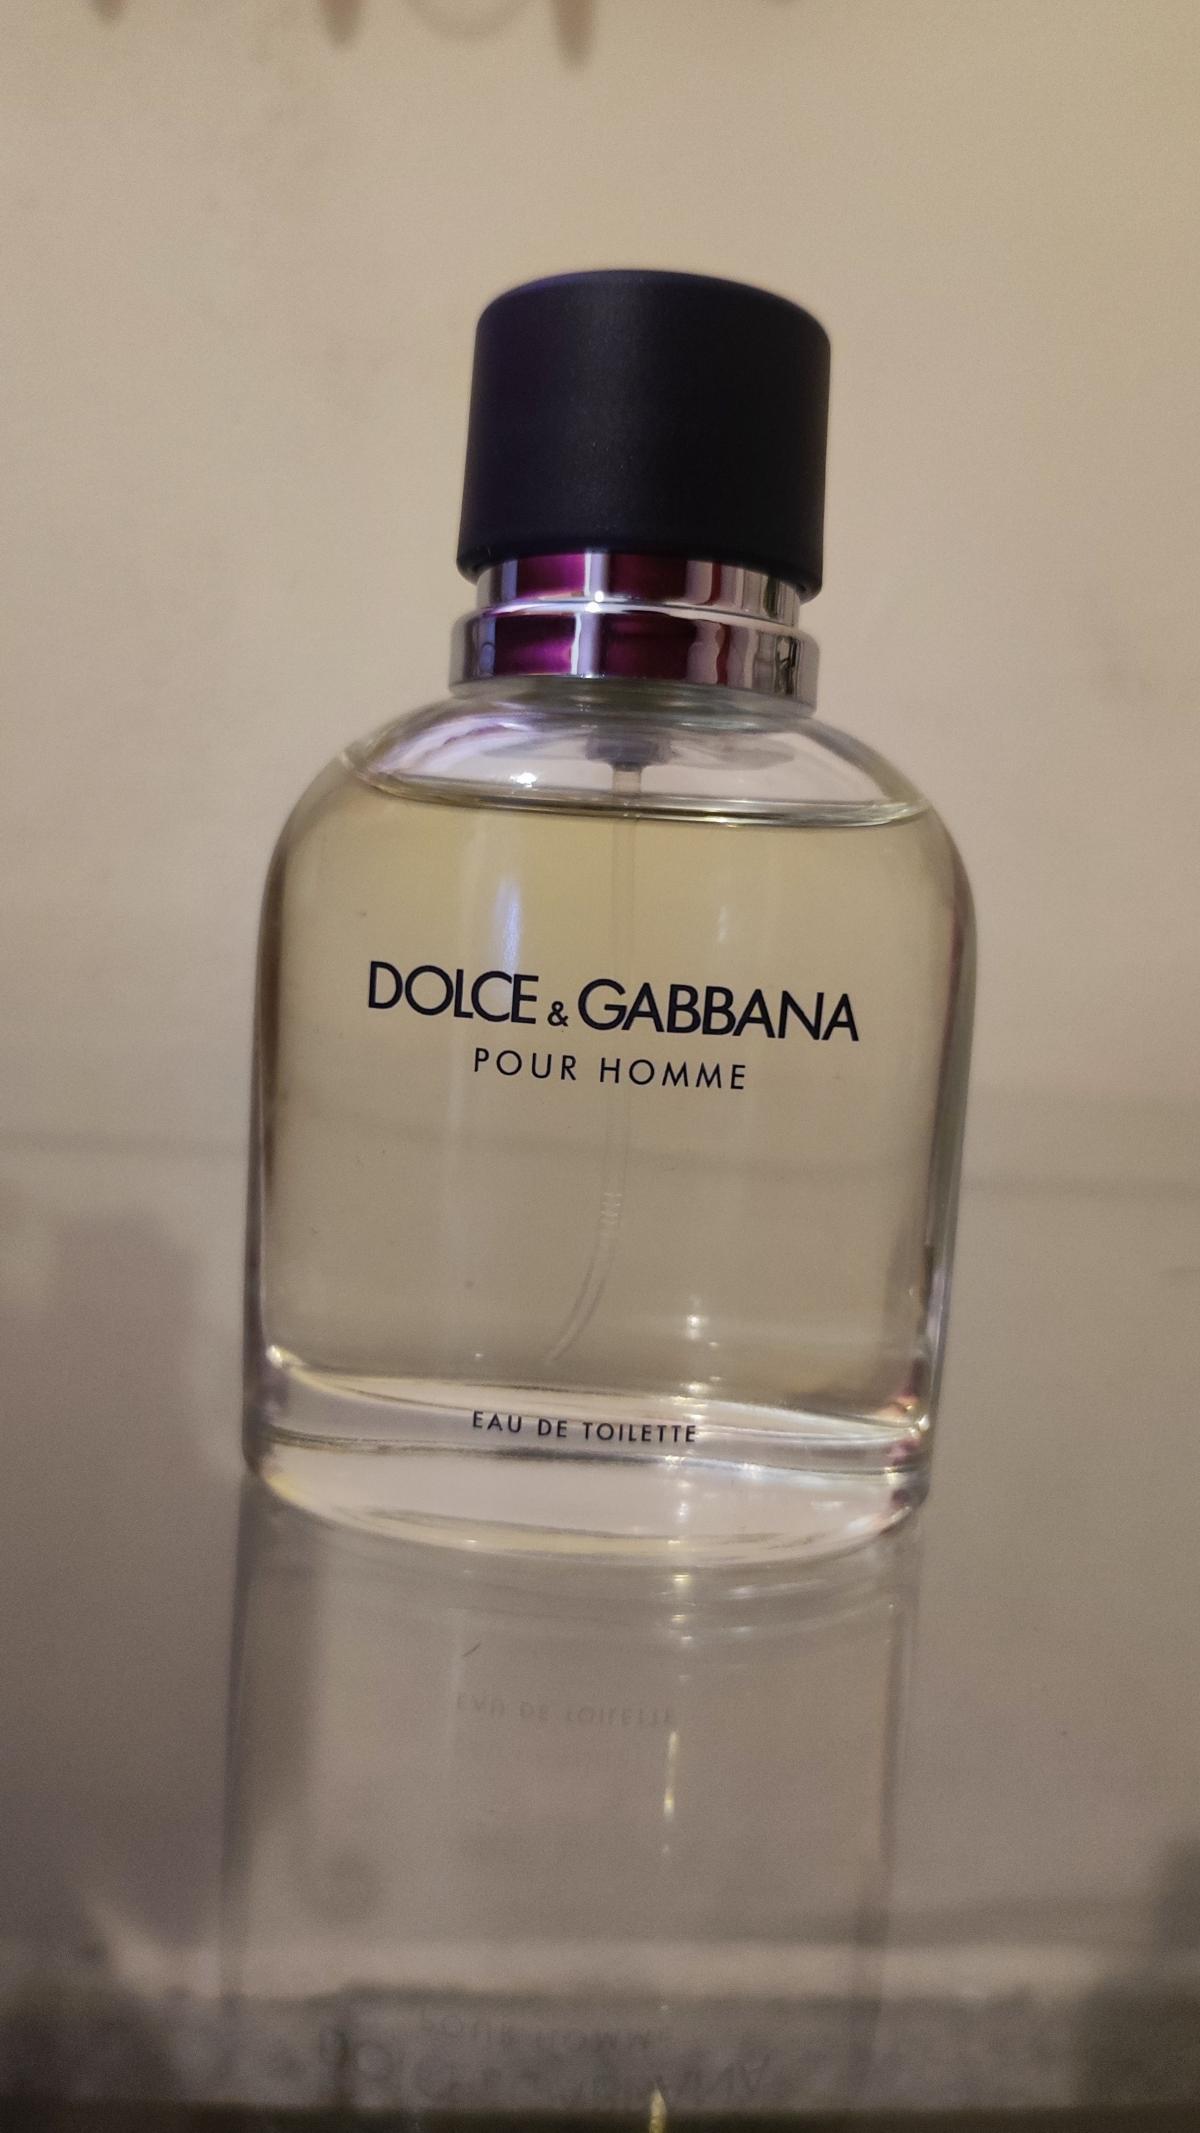 DOLCE & GABBANA
POUR HOMME
EAU DE TOILETTE